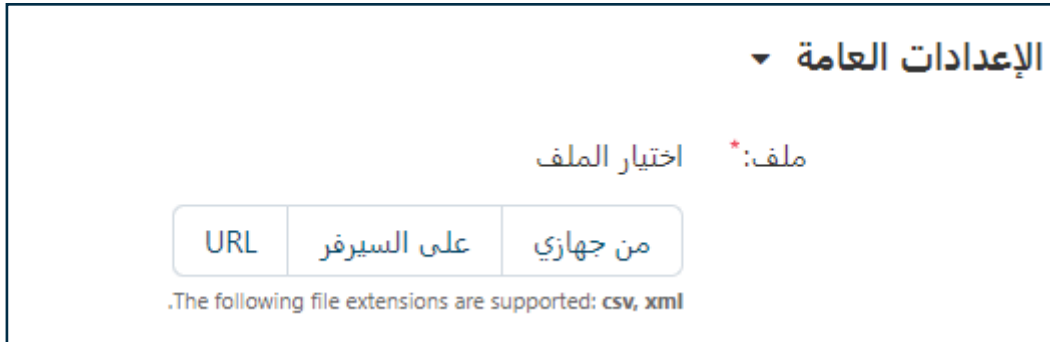 الإعدادات العامة
ملف:* اختيار الملف
من جهازي على السيرفر URL
The following file extensions are supported: csv, xml.